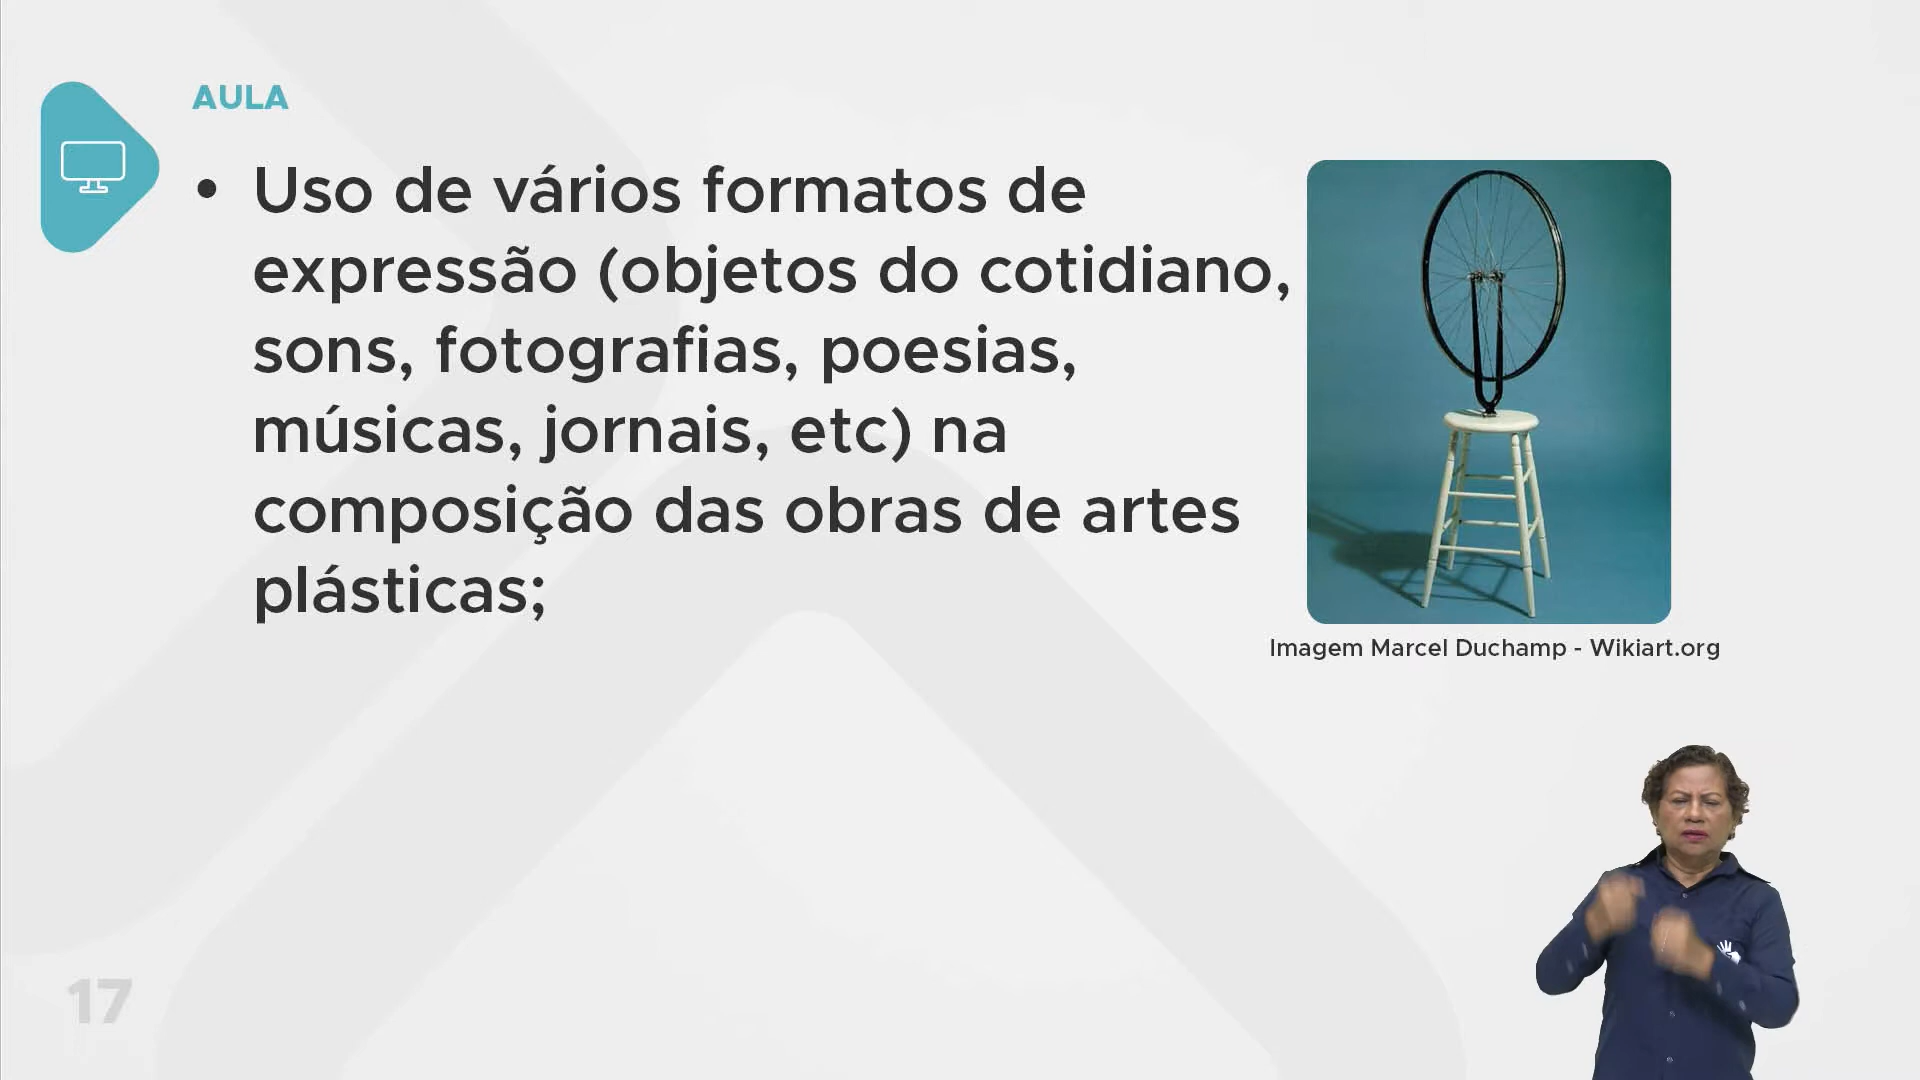 AULA
• Uso de vários formatos de
expressão (objetos do cotidiano,
sons, fotografias, poesias,
músicas, jornais, etc) na
composição das obras de artes
plásticas;
Imagem Marcel Duchamp - Wikiart.org
17